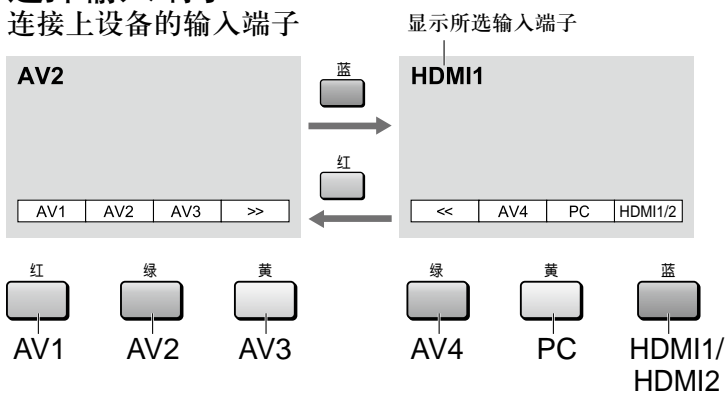 连接上设备的输入端子
显示所选输入端子
AV2
蓝
HDMI1
红
AV1 AV2 AV3 >>
<< AV4 PC HDMI1/2
红 绿 黄 绿 黄 蓝
AV1 AV2 AV3 AV4 PC HDMI1/
HDMI2